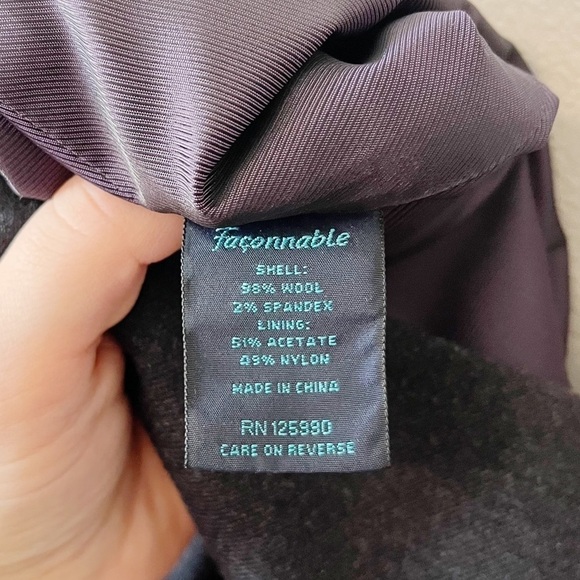 Façonnable
SHELL:
98% WOOL
2% SPANDEX
LINING:
51% ACETATE
49% NYLON
MADE IN CHINA
RN 125990
CARE ON REVERSE